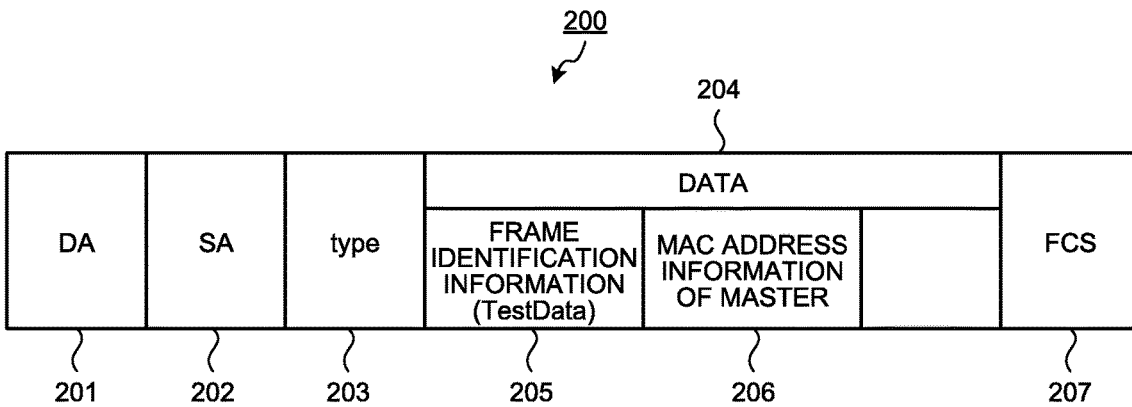 200
204
DATA
DA
SA
type
FRAME
IDENTIFICATION
INFORMATION
(TestData)
MAC ADDRESS
INFORMATION
OF MASTER
FCS
201
202
203
205
206
207